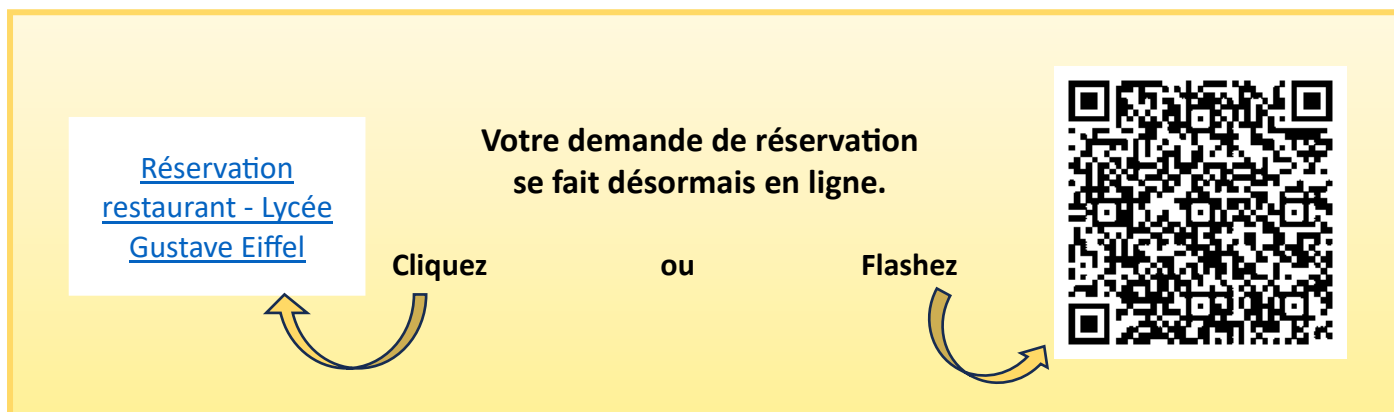 Réservation
restaurant - Lycée
Gustave Eiffel
Votre demande de réservation
se fait désormais en ligne.
Cliquez ou Flashez